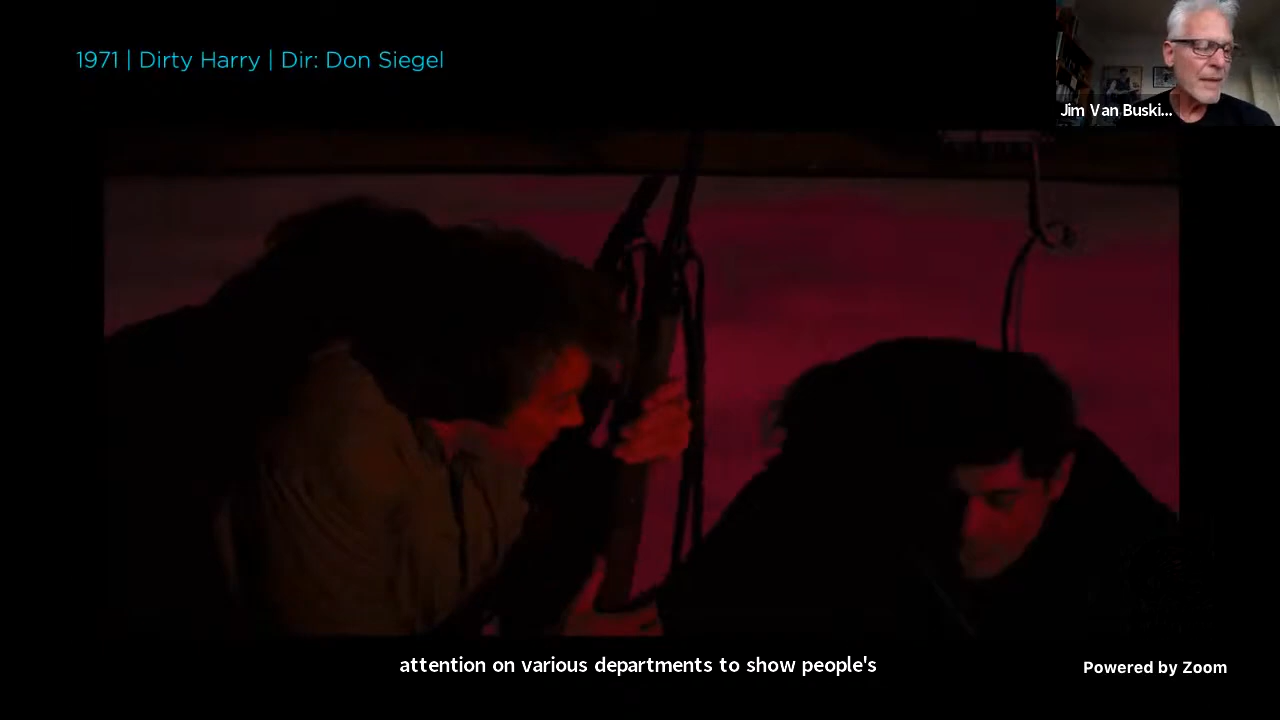 1971 | Dirty Harry | Dir: Don Siegel
Jim Van Buski...
attention on various departments to show people's
Powered by Zoom